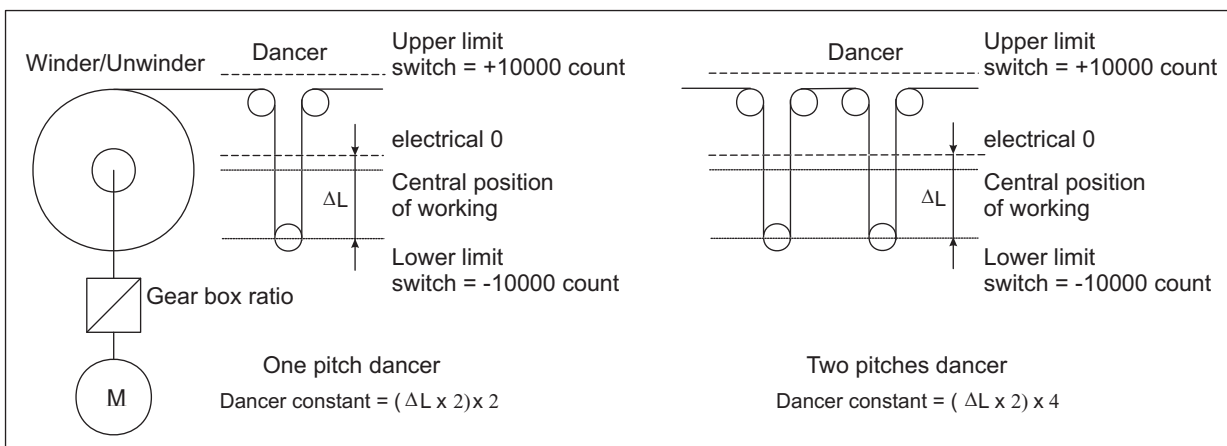 Winder/Unwinder
Dancer
Upper limit
switch = +10000 count
electrical 0
ΔL
Central position
of working
Lower limit
switch = -10000 count
Gear box ratio
M
One pitch dancer
Dancer constant = ( ΔL x 2) x 2
Dancer
Upper limit
switch = +10000 count
electrical 0
ΔL
Central position
of working
Lower limit
switch = -10000 count
Two pitches dancer
Dancer constant = ( ΔL x 2) x 4